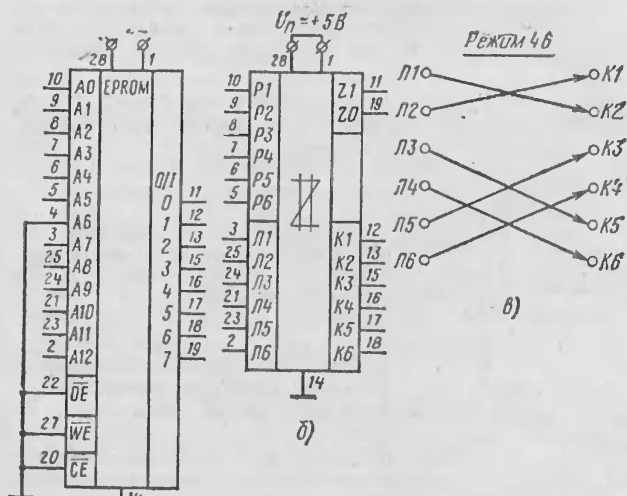 Uп = +5В
28 1
10 A0 EPROM
9 A1
8 A2
7 A3
6 A4
5 A5
4 A6
3 A7
25 A8
24 A9
21 A10
23 A11
2 A12
22 OE
27 WE
20 CE
O/I
0 11
1 12
2 13
3 15
4 16
5 17
6 18
7 19
14
28 1
10 P1
9 P2
8 P3
7 P4
6 P5
5 P6
3 Л1
25 Л2
24 Л3
21 Л4
23 Л5
2 Л6
Z1 11
Z0 19
K1 12
K2 13
K3 15
K4 16
K5 17
K6 18
14
б)
Режим 46
Л1 K1
Л2 K2
Л3 K3
Л4 K4
Л5 K5
Л6 K6
в)